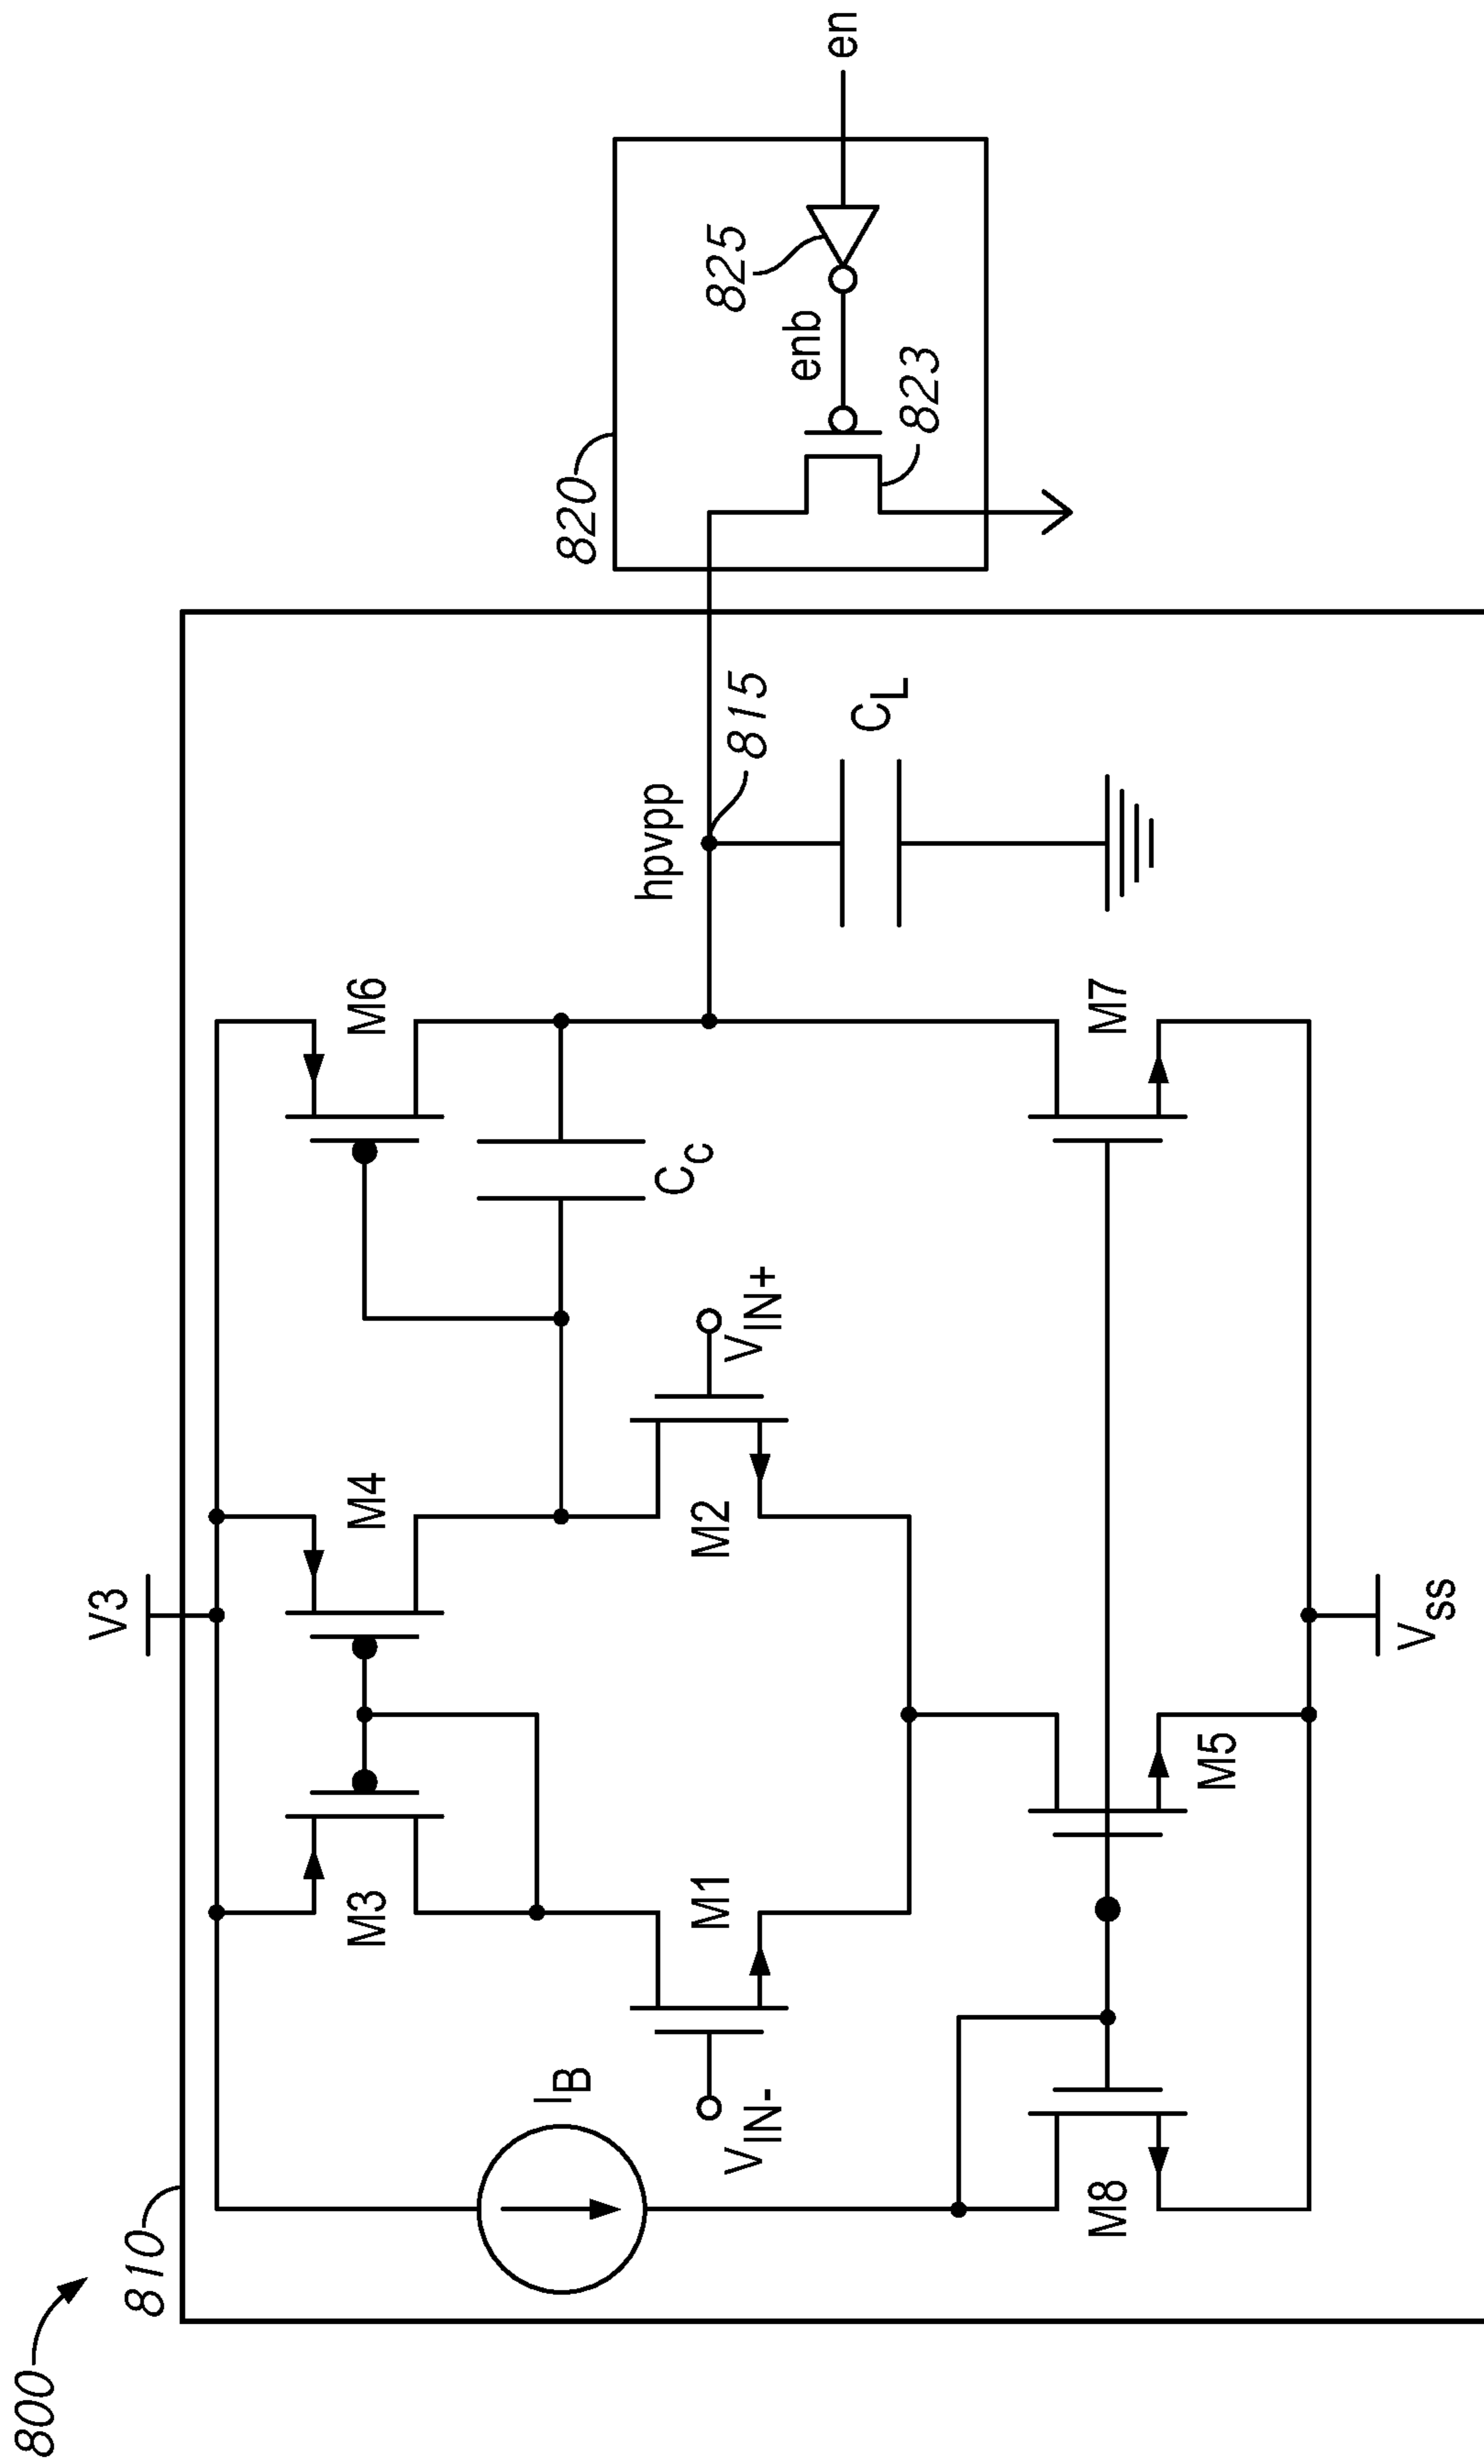 800
810
V3
I_B
M3
M4
M6
V_IN-
M1
M2
V_IN+
C_C
hpvpp
815
C_L
M8
M5
M7
V_SS
820
enb
825
823
en